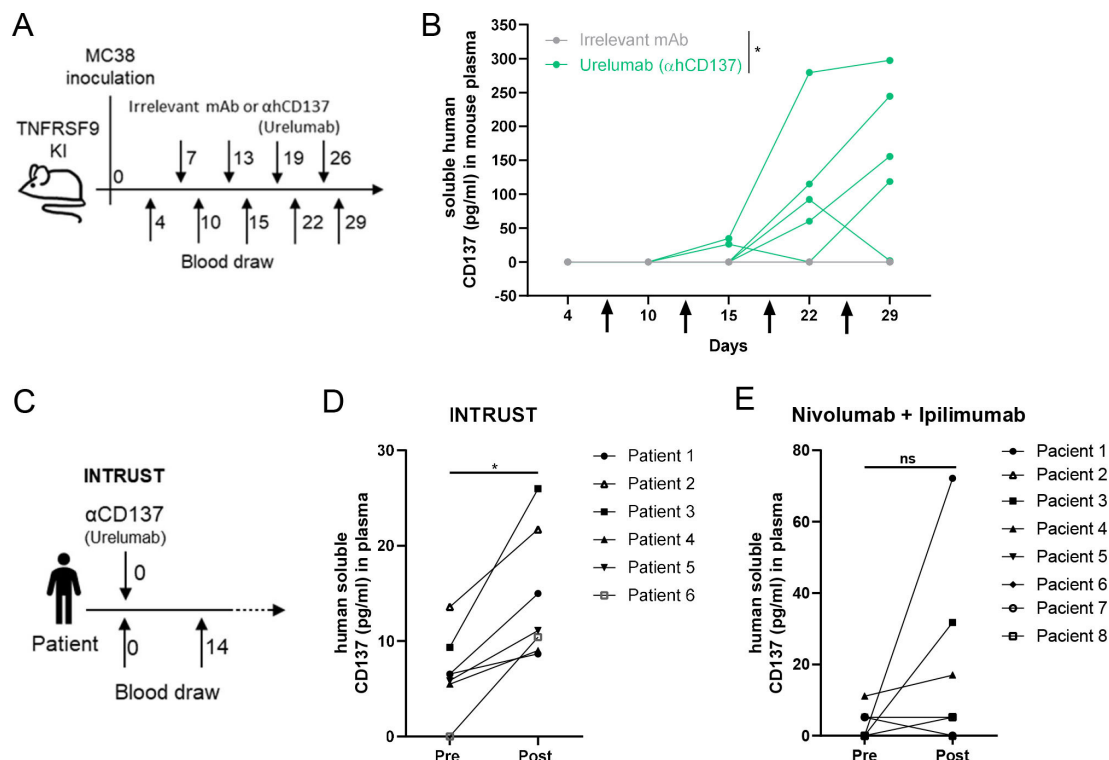 A
MC38
inoculation
TNFRSF9
KI
Irrelevant mAb or αhCD137
(Urelumab)
0
7
13
19
26
4
10
15
22
29
Blood draw
B
soluble human
CD137 (pg/ml) in mouse plasma
350
300
250
200
150
100
50
0
-50
Irrelevant mAb
Urelumab (αhCD137)
*
4
10
15
22
29
Days
C
INTRUST
αCD137
(Urelumab)
0
Patient
0
14
Blood draw
D
INTRUST
human soluble
CD137 (pg/ml) in plasma
30
20
10
0
*
Pre
Post
Patient 1
Patient 2
Patient 3
Patient 4
Patient 5
Patient 6
E
Nivolumab + Ipilimumab
human soluble
CD137 (pg/ml) in plasma
80
60
40
20
0
ns
Pre
Post
Pacient 1
Pacient 2
Pacient 3
Pacient 4
Pacient 5
Pacient 6
Pacient 7
Pacient 8